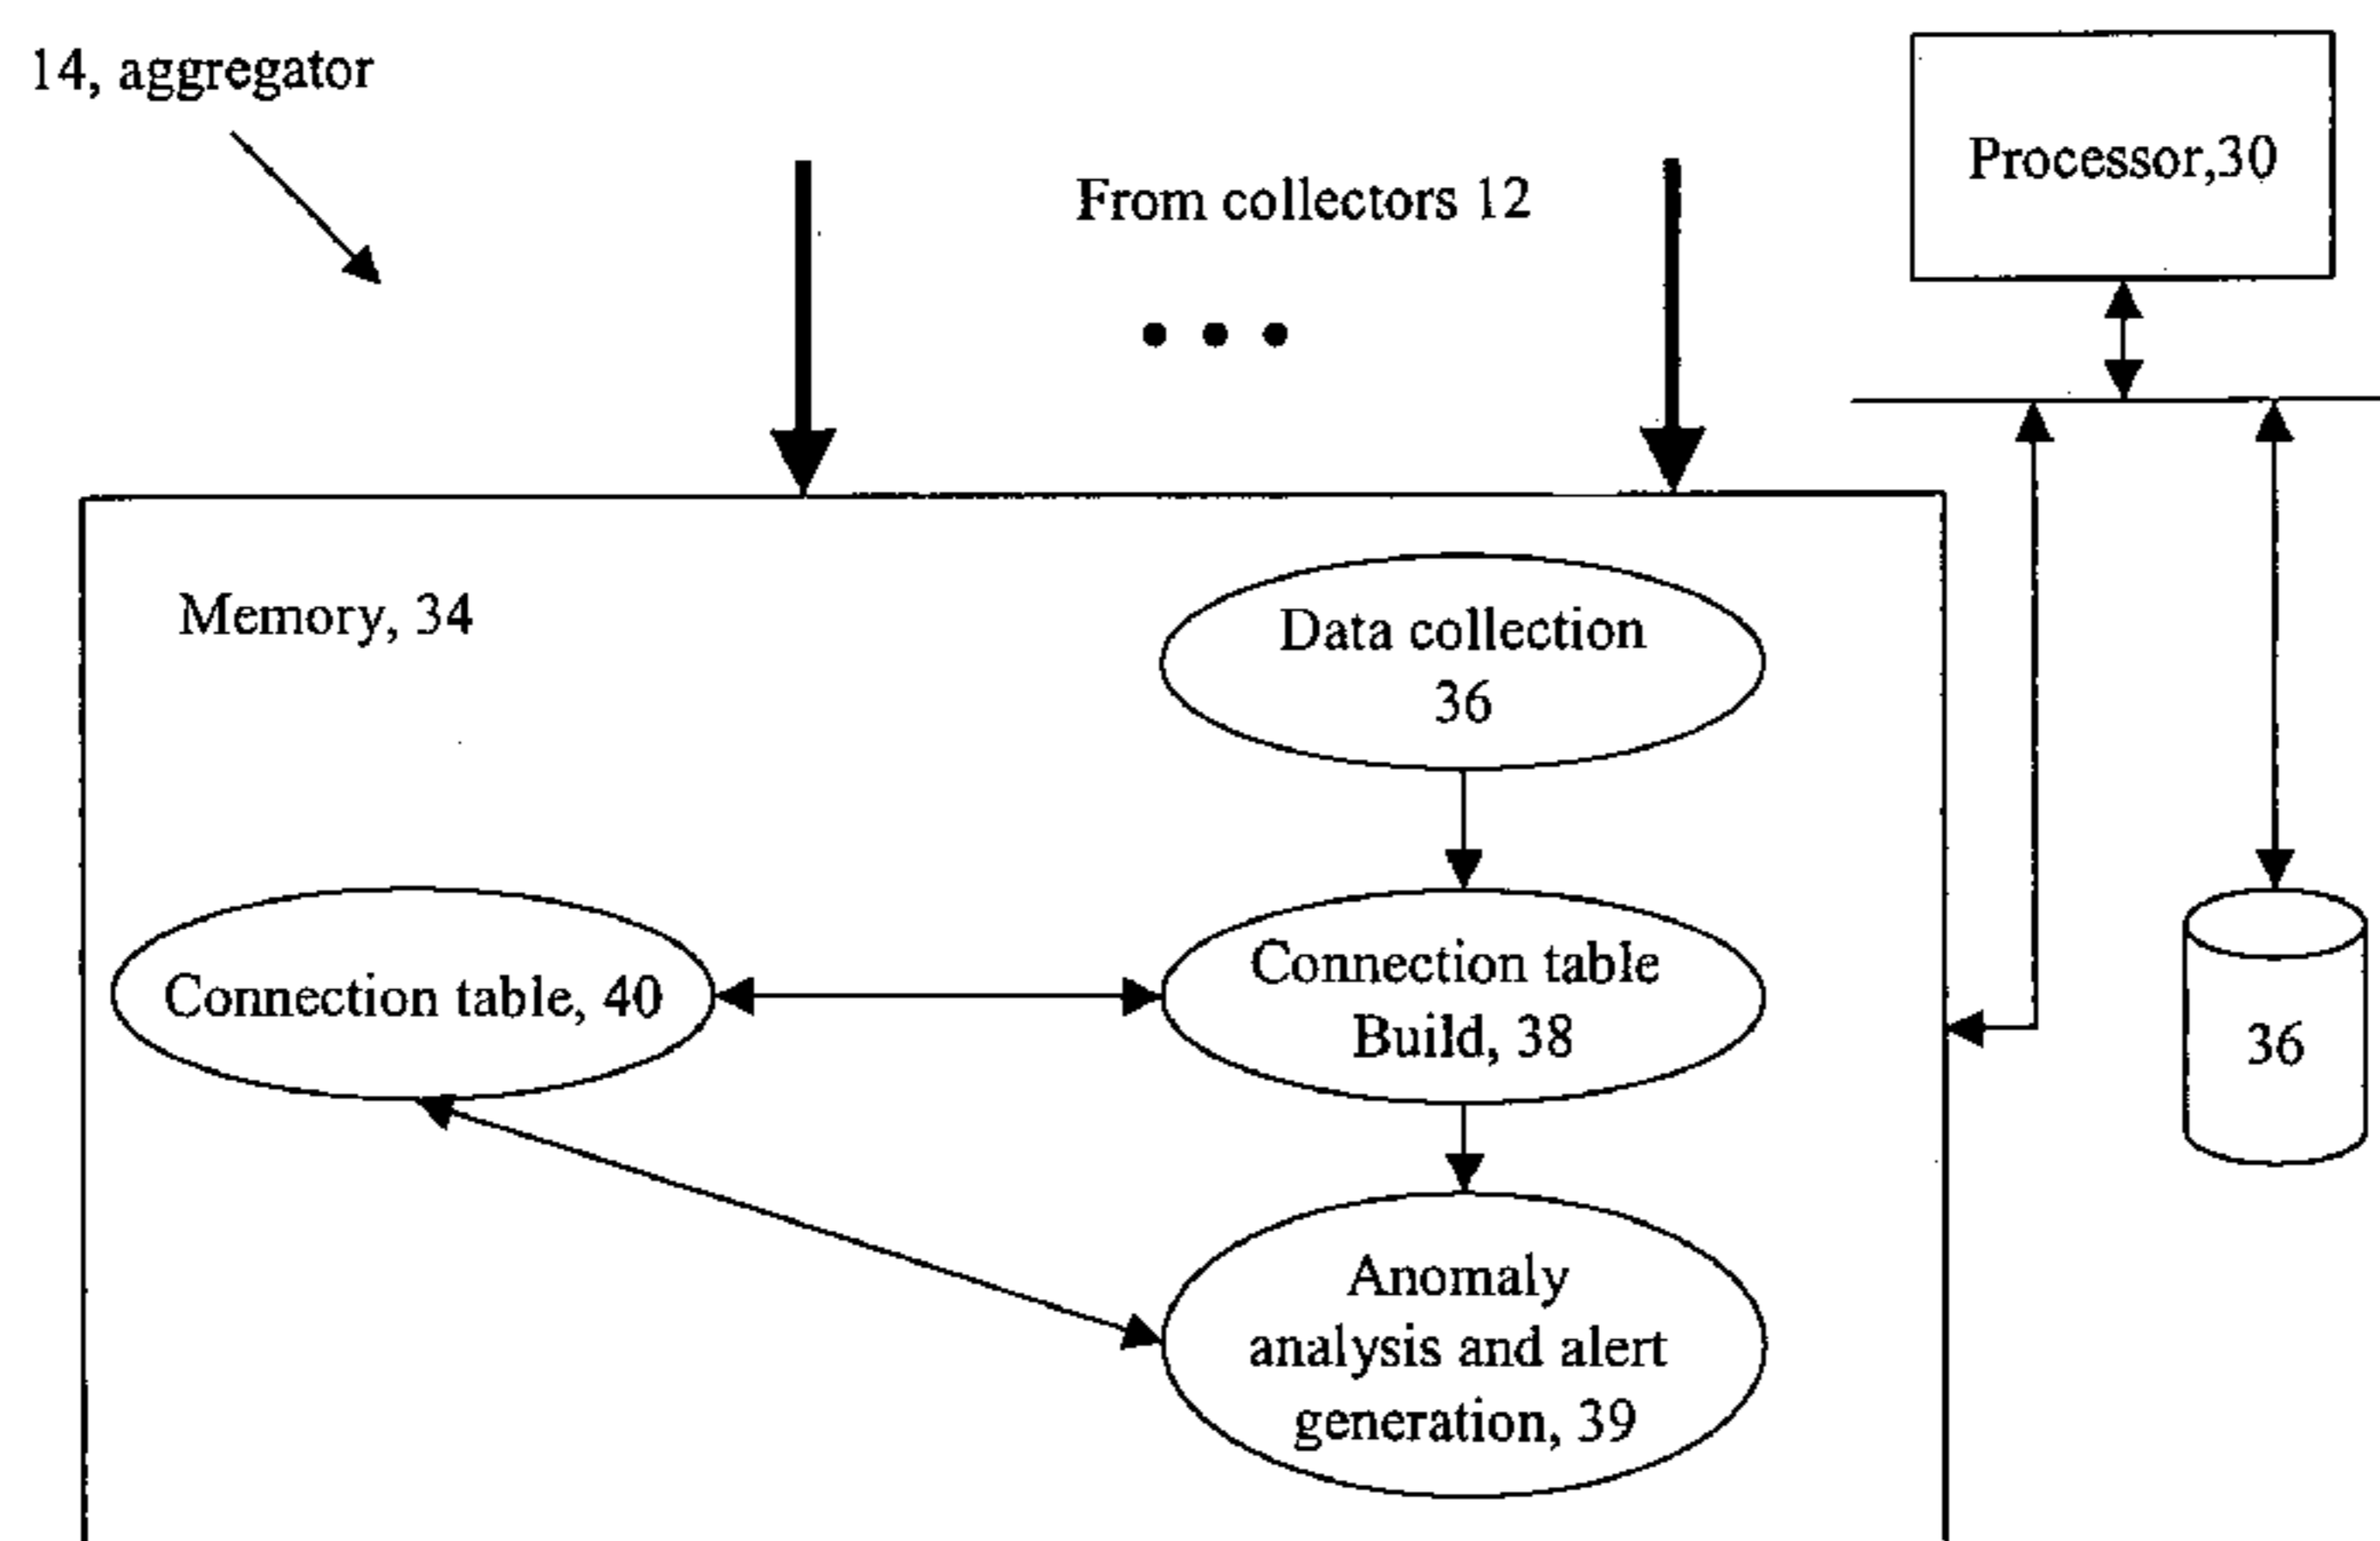 14, aggregator
From collectors 12
Processor,30
Memory, 34
Data collection
36
Connection table, 40
Connection table
Build, 38
36
Anomaly
analysis and alert
generation, 39